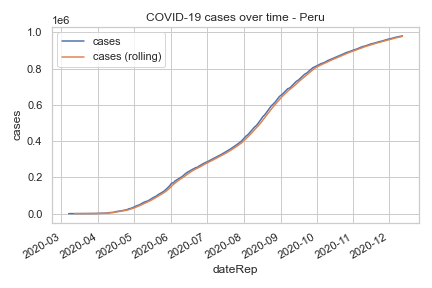 COVID-19 cases over time - Peru
1e6
cases
cases (rolling)
1.0
0.8
0.6
0.4
0.2
0.0
cases
2020-03
2020-04
2020-05
2020-06
2020-07
2020-08
2020-09
2020-10
2020-11
2020-12
dateRep